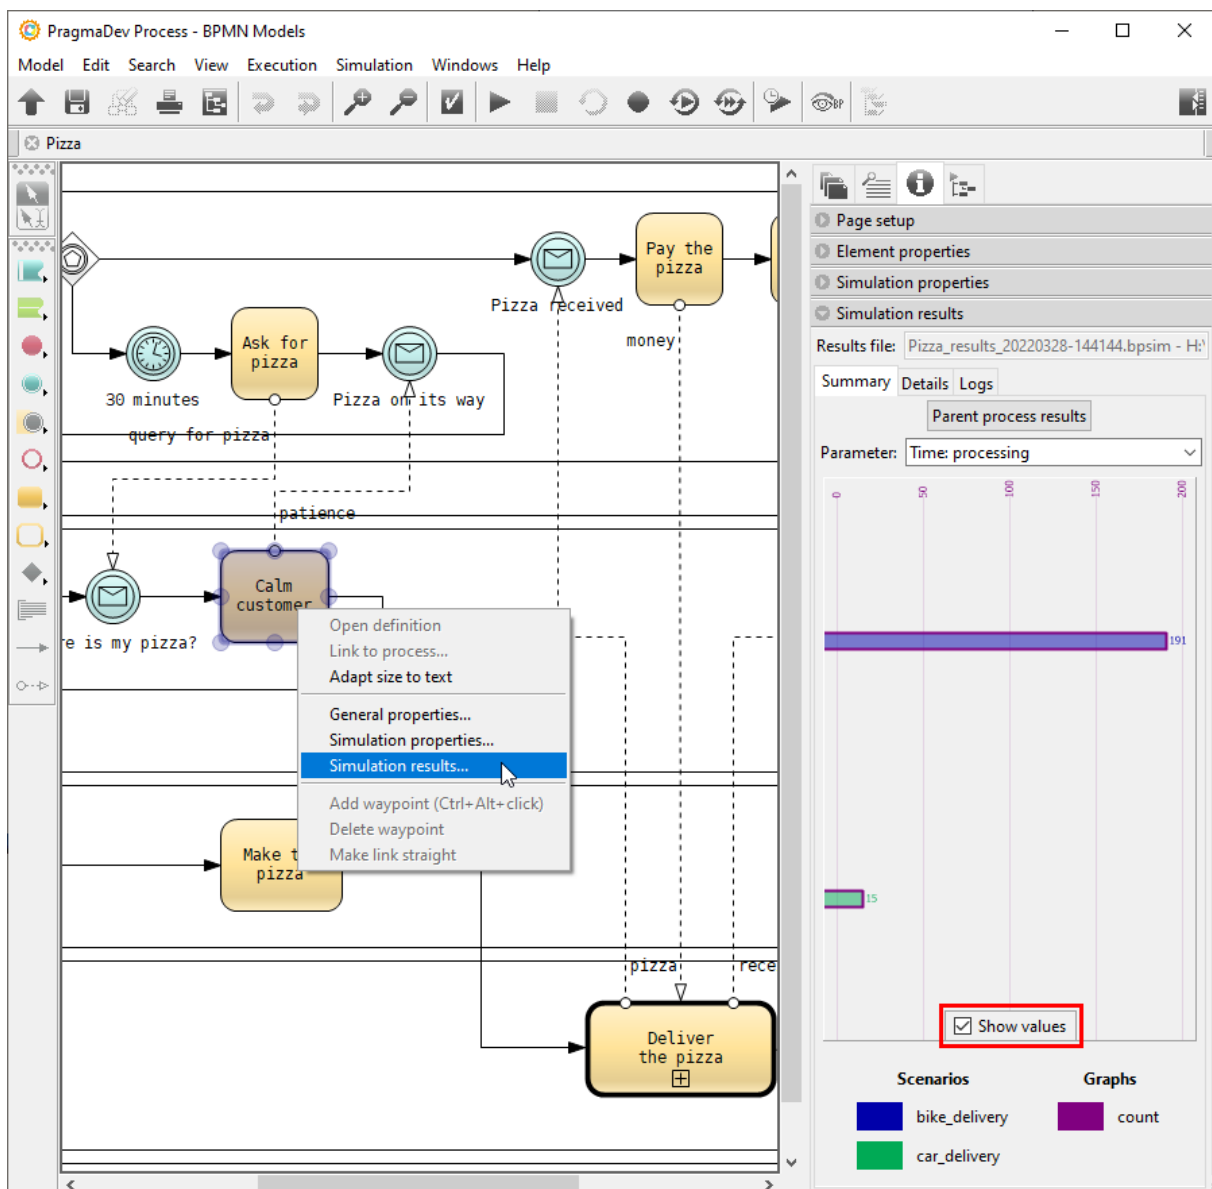 PragmaDev Process - BPMN Models
Model Edit Search View Execution Simulation Windows Help
BP
Pizza
Pay the
pizza
Pizza received
money
Ask for
pizza
30 minutes
Pizza on its way
query for pizza
patience
Calm
customer
e is my pizza?
Open definition
Link to process...
Adapt size to text
General properties...
Simulation properties...
Simulation results...
Add waypoint (Ctrl+Alt+click)
Delete waypoint
Make link straight
Make t
pizza
pizza
rece
Deliver
the pizza
Page setup
Element properties
Simulation properties
Simulation results
Results file: Pizza_results_20220328-144144.bpsim - H:\
Summary Details Logs
Parent process results
Parameter: Time: processing
0 50 100 150 200
191
15
Show values
Scenarios Graphs
bike_delivery count
car_delivery